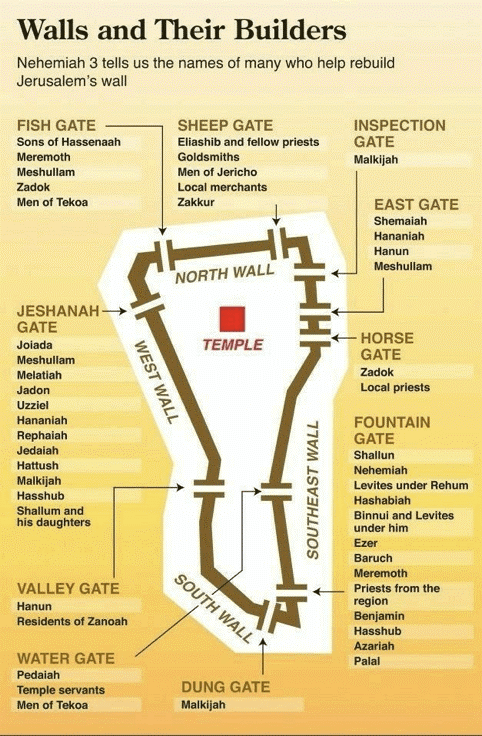 Walls and Their Builders
Nehemiah 3 tells us the names of many who help rebuild
Jerusalem's wall
FISH GATE
Sons of Hassenaah
Meremoth
Meshullam
Zadok
Men of Tekoa
SHEEP GATE
Eliashib and fellow priests
Goldsmiths
Men of Jericho
Local merchants
Zakkur
INSPECTION
GATE
Malkijah
EAST GATE
Shemaiah
Hananiah
Hanun
Meshullam
NORTH WALL
TEMPLE
WEST WALL
SOUTHEAST WALL
SOUTH WALL
JESHANAH
GATE
Joiada
Meshullam
Melatiah
Jadon
Uzziel
Hananiah
Rephaiah
Jedaiah
Hattush
Malkijah
Hasshub
Shallum and
his daughters
HORSE
GATE
Zadok
Local priests
FOUNTAIN
GATE
Shallun
Nehemiah
Levites under Rehum
Hashabiah
Binnui and Levites
under him
Ezer
Baruch
Meremoth
Priests from the
region
Benjamin
Hasshub
Azariah
Palal
VALLEY GATE
Hanun
Residents of Zanoah
WATER GATE
Pedaiah
Temple servants
Men of Tekoa
DUNG GATE
Malkijah